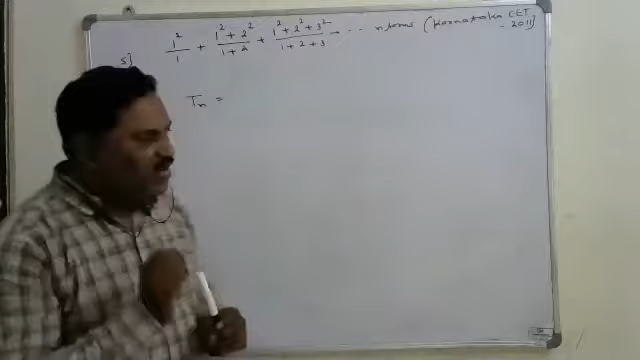 5] 1²/1 + 1² + 2²/1 + 2 + 1² + 2² + 3²/1 + 2 + 3 + ... n terms (Karnataka CET - 2011)
Tₙ =